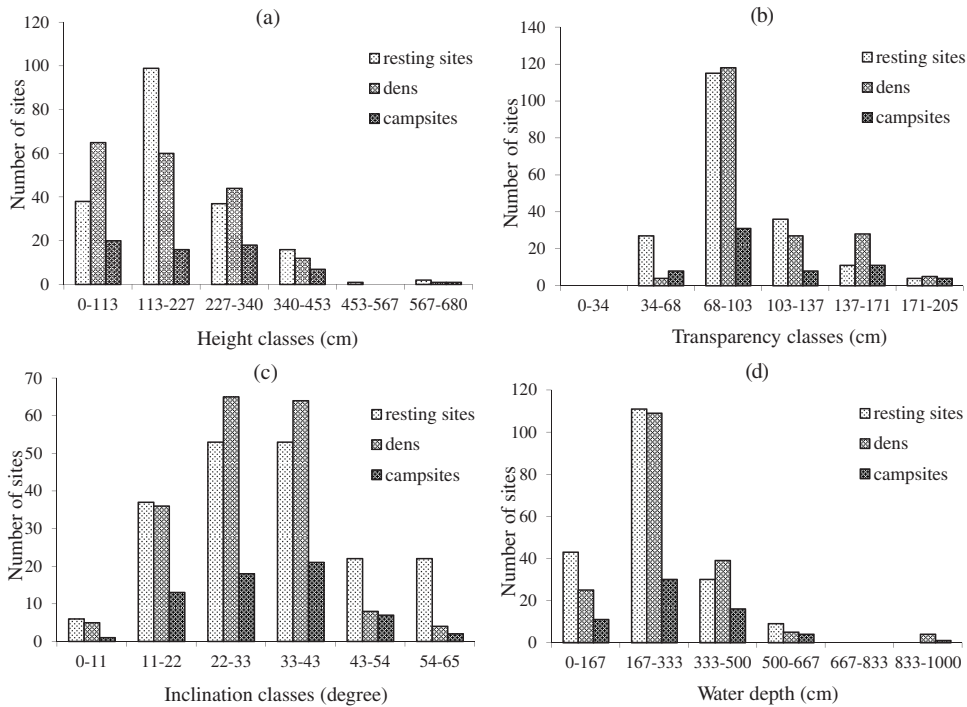 (a)
120
100
80
60
40
20
0
Number of sites
resting sites
dens
campsites
0-113 113-227 227-340 340-453 453-567 567-680
Height classes (cm)
(b)
140
120
100
80
60
40
20
0
Number of sites
resting sites
dens
campsites
0-34 34-68 68-103 103-137 137-171 171-205
Transparency classes (cm)
(c)
70
60
50
40
30
20
10
0
Number of sites
resting sites
dens
campsites
0-11 11-22 22-33 33-43 43-54 54-65
Inclination classes (degree)
(d)
120
100
80
60
40
20
0
Number of sites
resting sites
dens
campsites
0-167 167-333 333-500 500-667 667-833 833-1000
Water depth (cm)